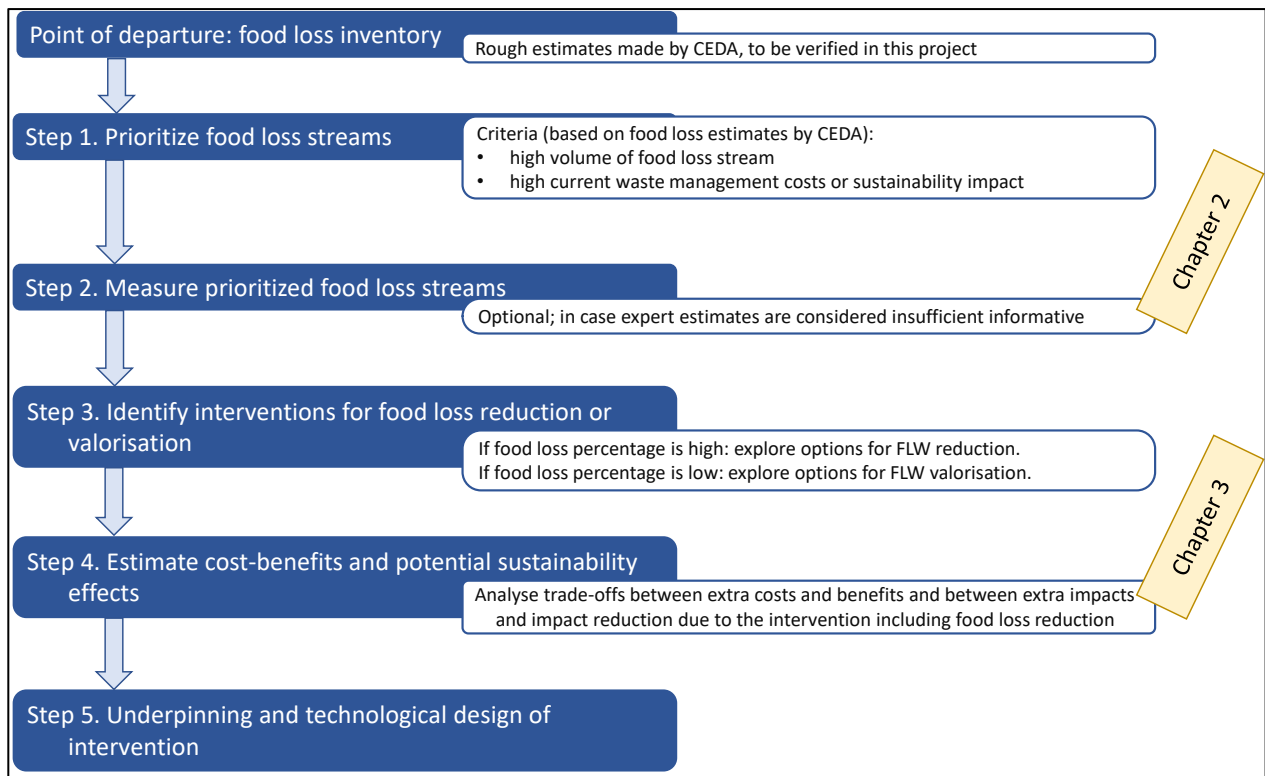 Point of departure: food loss inventory
Rough estimates made by CEDA, to be verified in this project
Step 1. Prioritize food loss streams
Criteria (based on food loss estimates by CEDA):
• high volume of food loss stream
• high current waste management costs or sustainability impact
Chapter 2
Step 2. Measure prioritized food loss streams
Optional; in case expert estimates are considered insufficient informative
Step 3. Identify interventions for food loss reduction or
valorisation
If food loss percentage is high: explore options for FLW reduction.
If food loss percentage is low: explore options for FLW valorisation.
Chapter 3
Step 4. Estimate cost-benefits and potential sustainability
effects
Analyse trade-offs between extra costs and benefits and between extra impacts
and impact reduction due to the intervention including food loss reduction
Step 5. Underpinning and technological design of
intervention